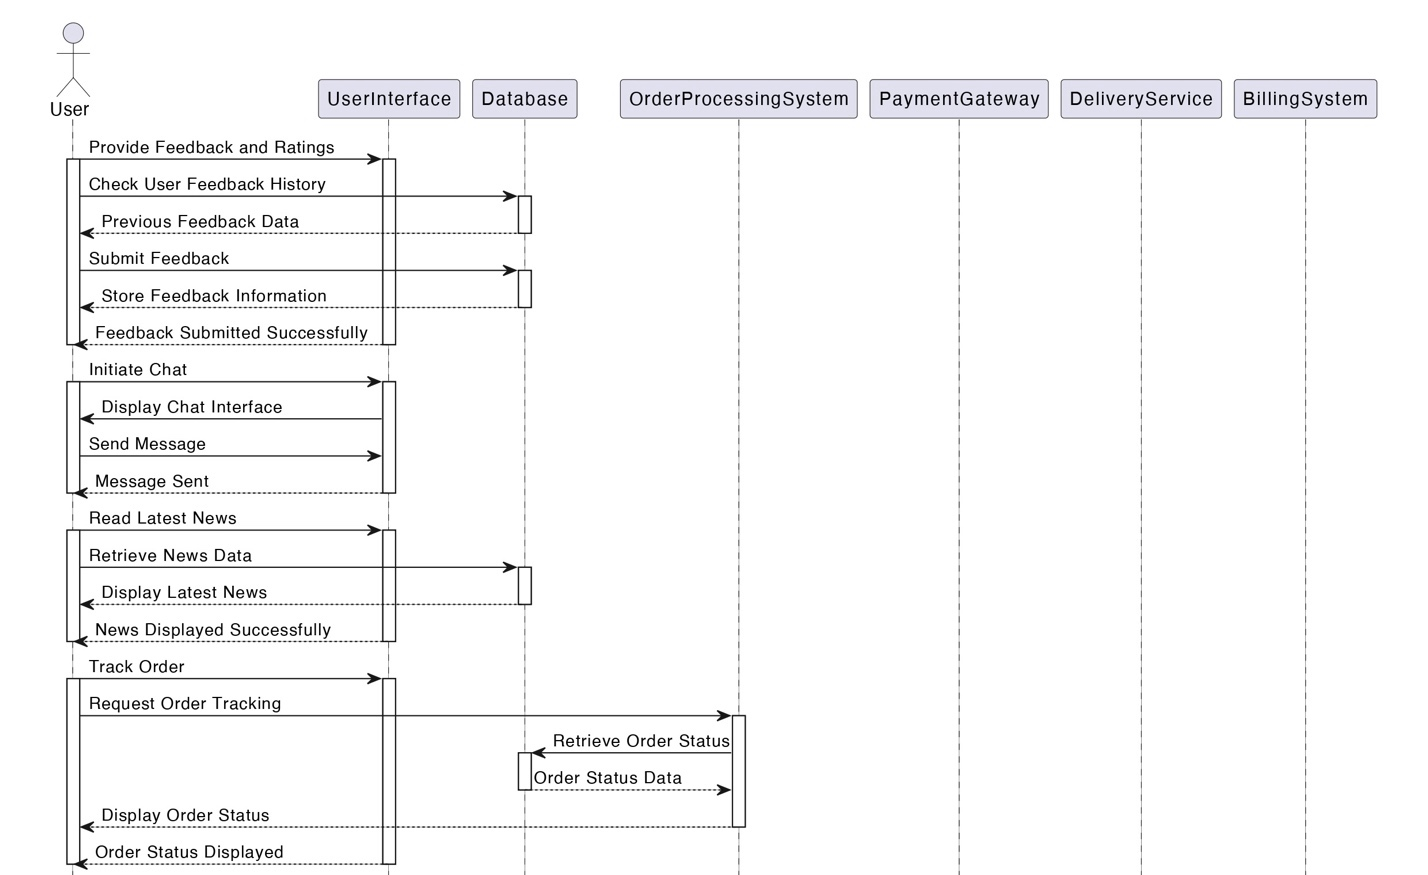 User
UserInterface
Database
OrderProcessingSystem
PaymentGateway
DeliveryService
BillingSystem
Provide Feedback and Ratings
Check User Feedback History
Previous Feedback Data
Submit Feedback
Store Feedback Information
Feedback Submitted Successfully
Initiate Chat
Display Chat Interface
Send Message
Message Sent
Read Latest News
Retrieve News Data
Display Latest News
News Displayed Successfully
Track Order
Request Order Tracking
Retrieve Order Status
Order Status Data
Display Order Status
Order Status Displayed